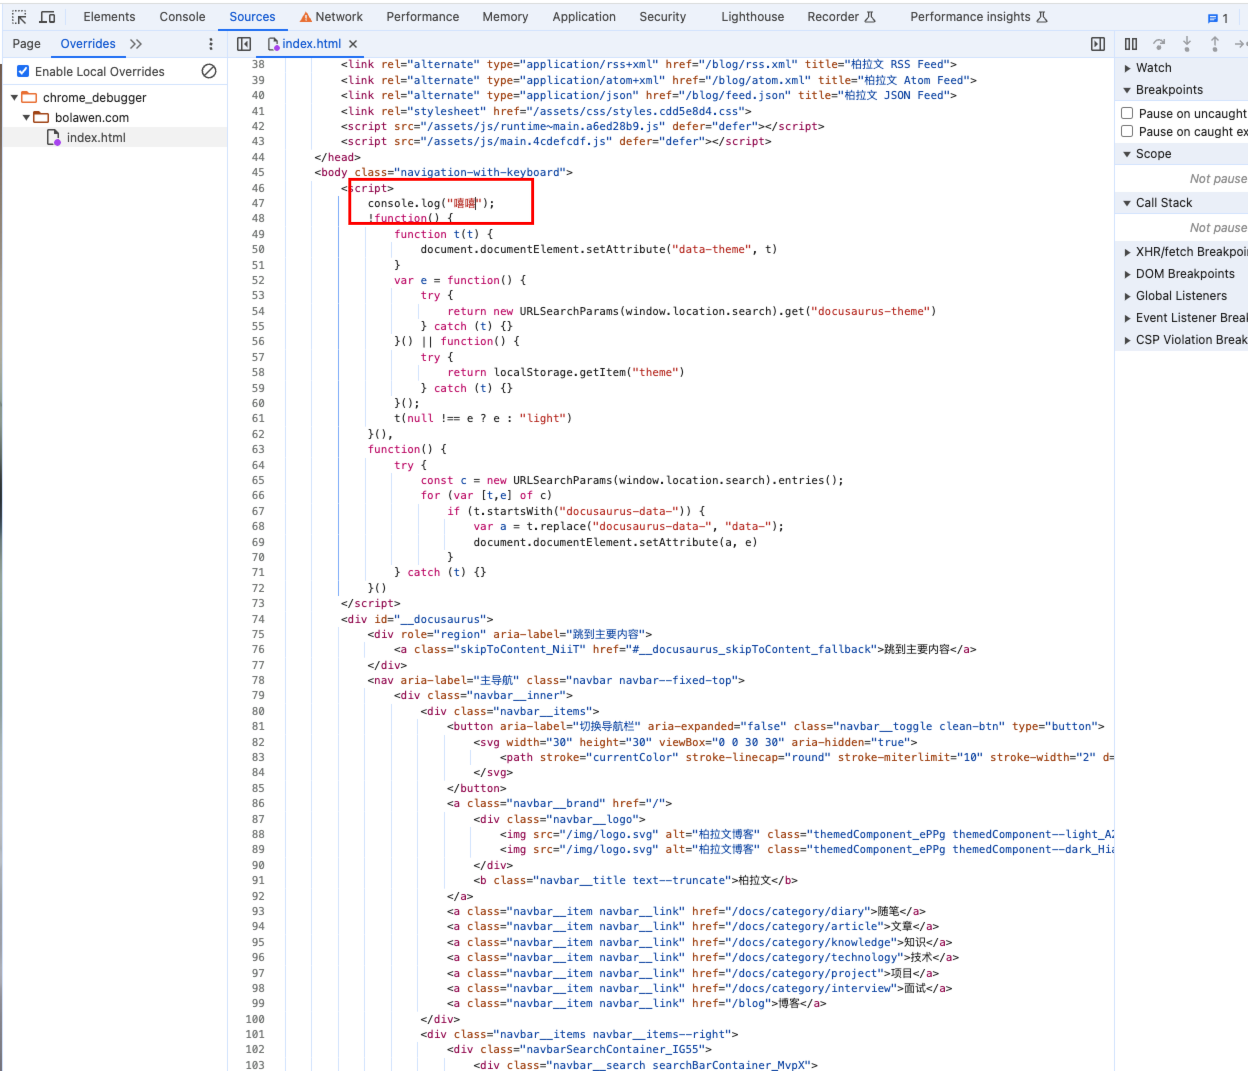 Elements Console Sources Network Performance Memory Application Security Lighthouse Recorder Performance insights 1
Page Overrides index.html
Enable Local Overrides
chrome_debugger
bolawen.com
index.html
38 <link rel="alternate" type="application/rss+xml" href="/blog/rss.xml" title="柏拉文 RSS Feed">
39 <link rel="alternate" type="application/atom+xml" href="/blog/atom.xml" title="柏拉文 Atom Feed">
40 <link rel="alternate" type="application/json" href="/blog/feed.json" title="柏拉文 JSON Feed">
41 <link rel="stylesheet" href="/assets/css/styles.cdd5e8d4.css">
42 <script src="/assets/js/runtime~main.a6ed28b9.js" defer="defer"></script>
43 <script src="/assets/js/main.4cdefcdf.js" defer="defer"></script>
44 </head>
45 <body class="navigation-with-keyboard">
46 <script>
47 console.log("嘻嘻");
48 !function() {
49 function t(t) {
50 document.documentElement.setAttribute("data-theme", t)
51 }
52 var e = function() {
53 try {
54 return new URLSearchParams(window.location.search).get("docusaurus-theme")
55 } catch (t) {}
56 }() || function() {
57 try {
58 return localStorage.getItem("theme")
59 } catch (t) {}
60 }();
61 t(null !== e ? e : "light")
62 }(),
63 function() {
64 try {
65 const c = new URLSearchParams(window.location.search).entries();
66 for (var [t,e] of c)
67 if (t.startsWith("docusaurus-data-")) {
68 var a = t.replace("docusaurus-data-", "data-");
69 document.documentElement.setAttribute(a, e)
70 }
71 } catch (t) {}
72 }()
73 </script>
74 <div id="__docusaurus">
75 <div role="region" aria-label="跳到主要内容">
76 <a class="skipToContent_NiiT" href="#__docusaurus_skipToContent_fallback">跳到主要内容</a>
77 </div>
78 <nav aria-label="主导航" class="navbar navbar--fixed-top">
79 <div class="navbar__inner">
80 <div class="navbar__items">
81 <button aria-label="切换导航栏" aria-expanded="false" class="navbar__toggle clean-btn" type="button">
82 <svg width="30" height="30" viewBox="0 0 30 30" aria-hidden="true">
83 <path stroke="currentColor" stroke-linecap="round" stroke-miterlimit="10" stroke-width="2" d=
84 </svg>
85 </button>
86 <a class="navbar__brand" href="/">
87 <div class="navbar__logo">
88 <img src="/img/logo.svg" alt="柏拉文博客" class="themedComponent_ePPg themedComponent--light_A2
89 <img src="/img/logo.svg" alt="柏拉文博客" class="themedComponent_ePPg themedComponent--dark_Hia
90 </div>
91 <b class="navbar__title text--truncate">柏拉文</b>
92 </a>
93 <a class="navbar__item navbar__link" href="/docs/category/diary">随笔</a>
94 <a class="navbar__item navbar__link" href="/docs/category/article">文章</a>
95 <a class="navbar__item navbar__link" href="/docs/category/knowledge">知识</a>
96 <a class="navbar__item navbar__link" href="/docs/category/technology">技术</a>
97 <a class="navbar__item navbar__link" href="/docs/category/project">项目</a>
98 <a class="navbar__item navbar__link" href="/docs/category/interview">面试</a>
99 <a class="navbar__item navbar__link" href="/blog">博客</a>
100 </div>
101 <div class="navbar__items navbar__items--right">
102 <div class="navbarSearchContainer_IG55">
103 <div class="navbar__search searchBarContainer_MvpX">
Watch
Breakpoints
Pause on uncaught
Pause on caught ex
Scope
Not pause
Call Stack
Not pause
XHR/fetch Breakpoi
DOM Breakpoints
Global Listeners
Event Listener Break
CSP Violation Break